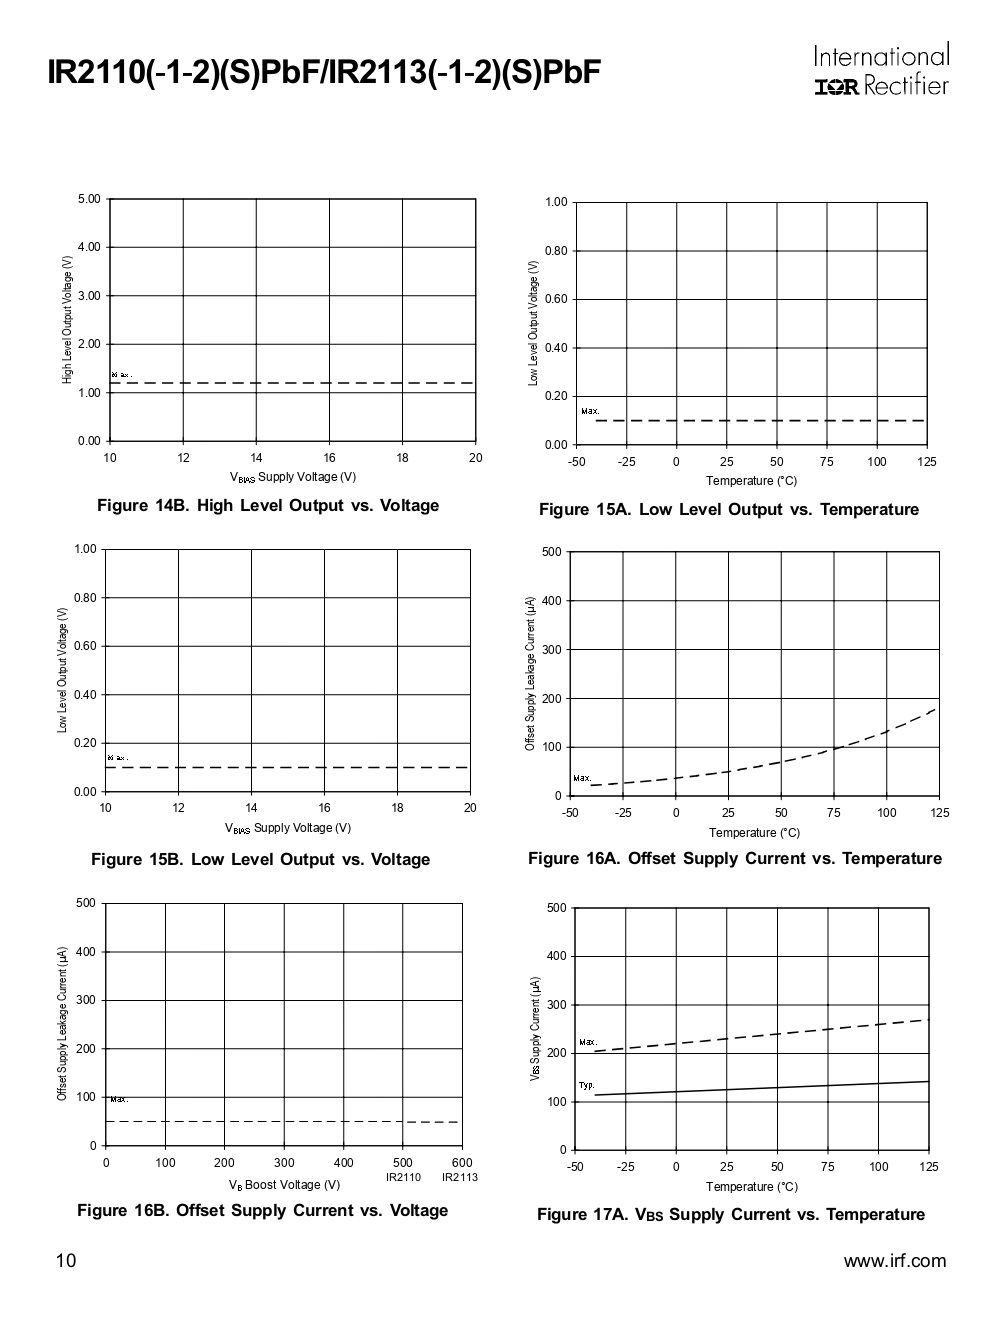 IR2110(-1-2)(S)PbF/IR2113(-1-2)(S)PbF
International
IOR Rectifier
5.00
4.00
3.00
2.00
1.00
0.00
High Level Output Voltage (V)
Max.
10 12 14 16 18 20
VBIAS Supply Voltage (V)
Figure 14B. High Level Output vs. Voltage
1.00
0.80
0.60
0.40
0.20
0.00
Low Level Output Voltage (V)
Max.
-50 -25 0 25 50 75 100 125
Temperature (°C)
Figure 15A. Low Level Output vs. Temperature
1.00
0.80
0.60
0.40
0.20
0.00
Low Level Output Voltage (V)
Max.
10 12 14 16 18 20
VBIAS Supply Voltage (V)
Figure 15B. Low Level Output vs. Voltage
500
400
300
200
100
0
Offset Supply Leakage Current (µA)
Max.
-50 -25 0 25 50 75 100 125
Temperature (°C)
Figure 16A. Offset Supply Current vs. Temperature
500
400
300
200
100
0
Offset Supply Leakage Current (µA)
Max.
0 100 200 300 400 500 600
IR2110 IR2113
VB Boost Voltage (V)
Figure 16B. Offset Supply Current vs. Voltage
500
400
300
200
100
0
VBS Supply Current (µA)
Max.
Typ.
-50 -25 0 25 50 75 100 125
Temperature (°C)
Figure 17A. VBS Supply Current vs. Temperature
10
www.irf.com